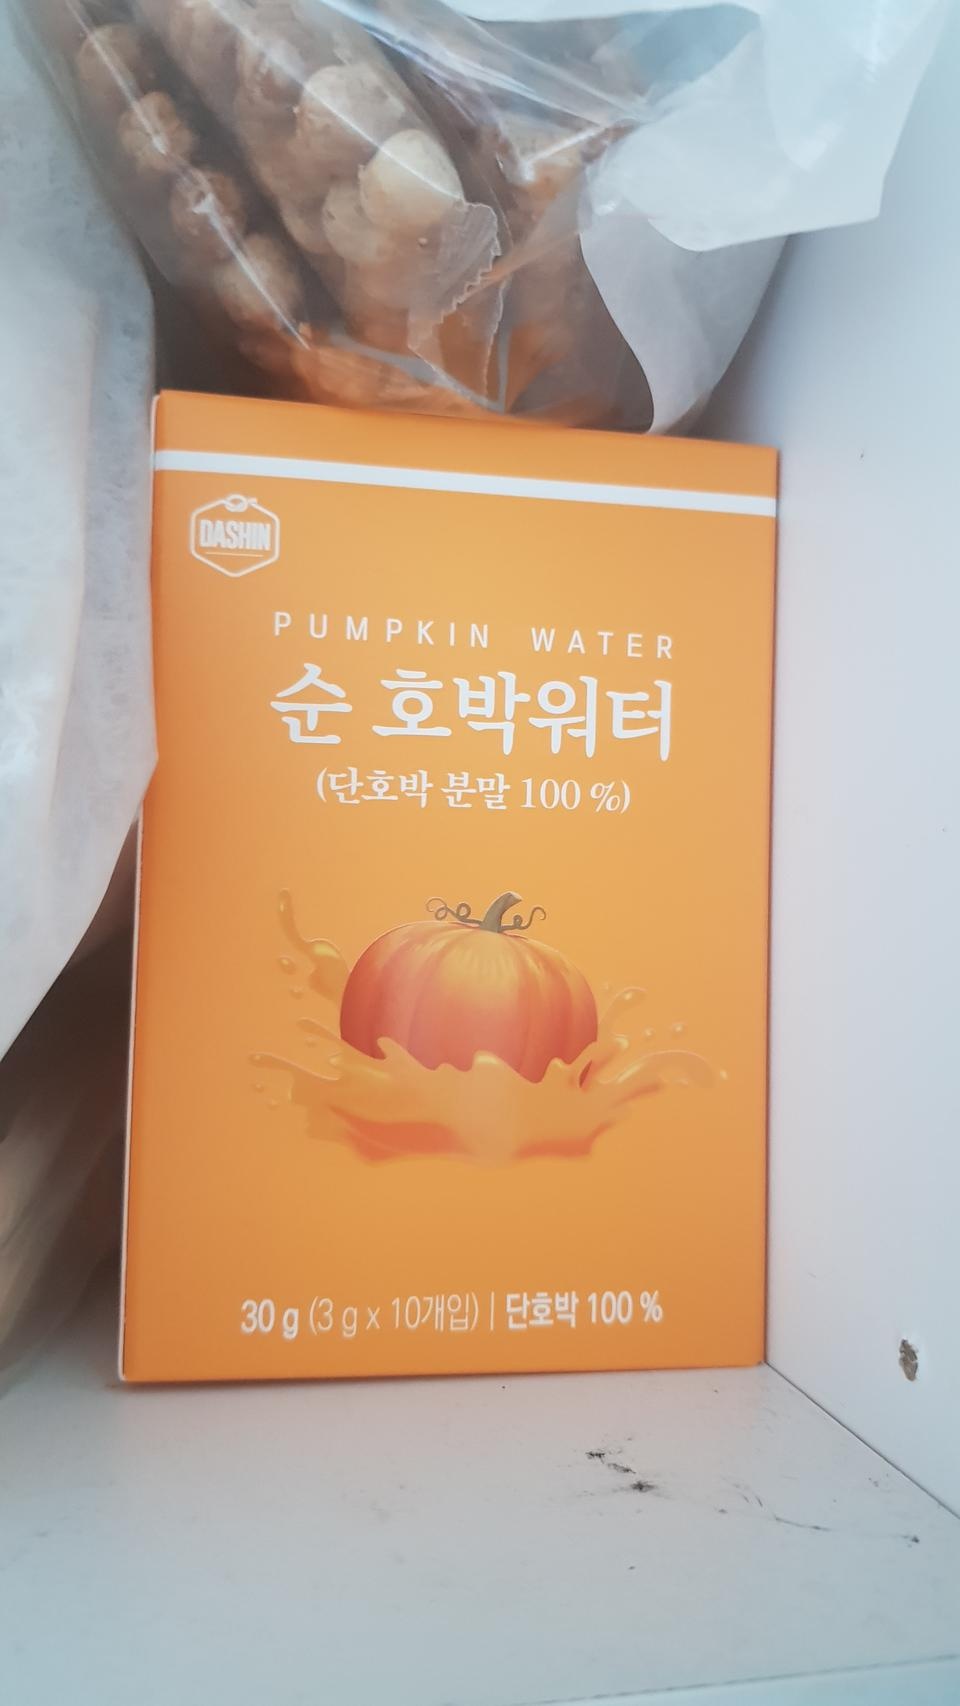 DASHIN
PUMPKIN WATER
순 호박워터
(단호박 분말 100 %)
30 g (3 g x 10개입) | 단호박 100 %